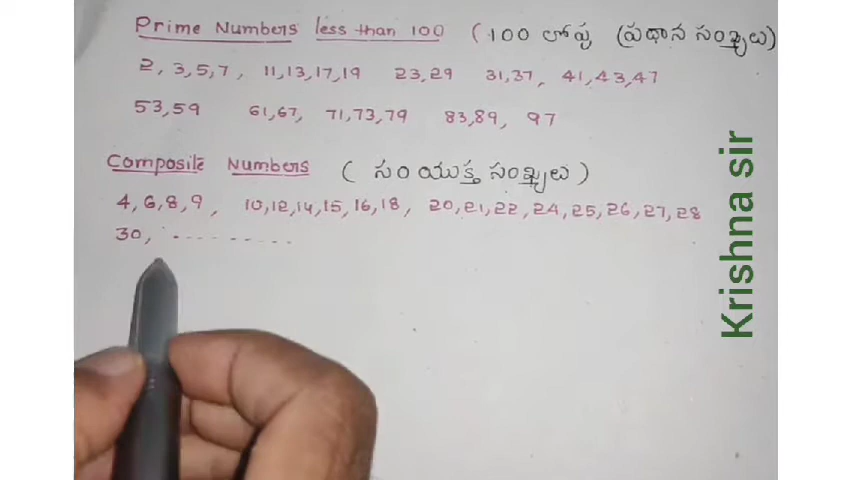 Prime Numbers less than 100 (100 లోపు ప్రధాన సంఖ్యలు)
2, 3, 5, 7, 11, 13, 17, 19 23, 29 31, 37, 41, 43, 47
53, 59 61, 67, 71, 73, 79 83, 89, 97
Composite Numbers (సంయుక్త సంఖ్యలు)
4, 6, 8, 9, 10, 12, 14, 15, 16, 18, 20, 21, 22, 24, 25, 26, 27, 28
30, ..........
Krishna sir